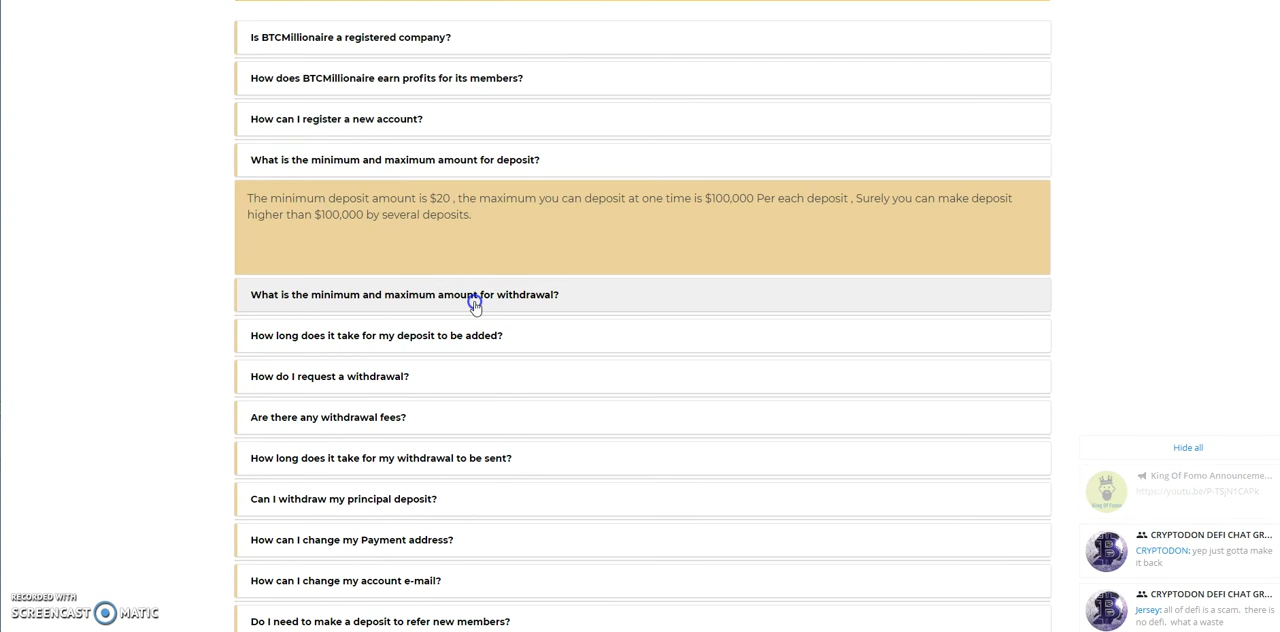 Is BTCMillionaire a registered company?
How does BTCMillionaire earn profits for its members?
How can I register a new account?
What is the minimum and maximum amount for deposit?
The minimum deposit amount is $20 , the maximum you can deposit at one time is $100,000 Per each deposit , Surely you can make deposit
higher than $100,000 by several deposits.
What is the minimum and maximum amount for withdrawal?
How long does it take for my deposit to be added?
How do I request a withdrawal?
Are there any withdrawal fees?
How long does it take for my withdrawal to be sent?
Can I withdraw my principal deposit?
How can I change my Payment address?
How can I change my account e-mail?
Do I need to make a deposit to refer new members?
Hide all
King Of Fomo Announceme...
https://youtu.be/P-TSjN1CAPk
King Of Fomo
CRYPTODON DEFI CHAT GR...
CRYPTODON: yep just gotta make
it back
CRYPTODON DEFI CHAT GR...
Jersey: all of defi is a scam. there is
no defi. what a waste
RECORDED WITH
SCREENCAST MATIC